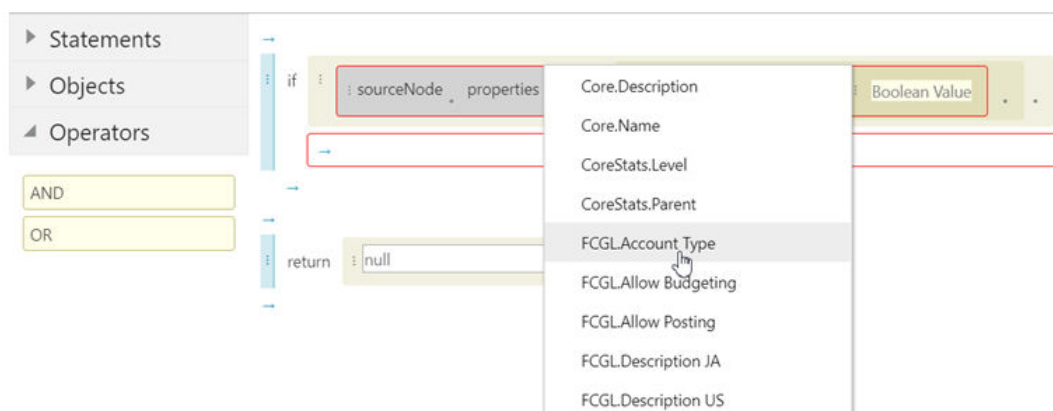 Statements
Objects
Operators
AND
OR
if sourceNode . properties Boolean Value . .
return null
Core.Description
Core.Name
CoreStats.Level
CoreStats.Parent
FCGL.Account Type
FCGL.Allow Budgeting
FCGL.Allow Posting
FCGL.Description JA
FCGL.Description US